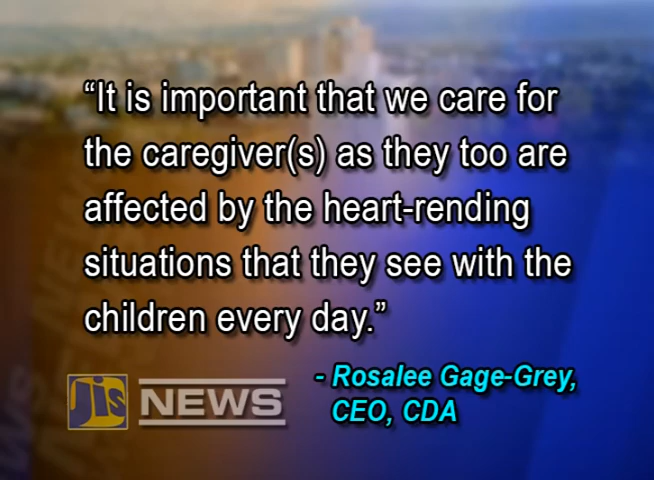 “It is important that we care for
the caregiver(s) as they too are
affected by the heart-rending
situations that they see with the
children every day.”
- Rosalee Gage-Grey,
CEO, CDA
jis NEWS